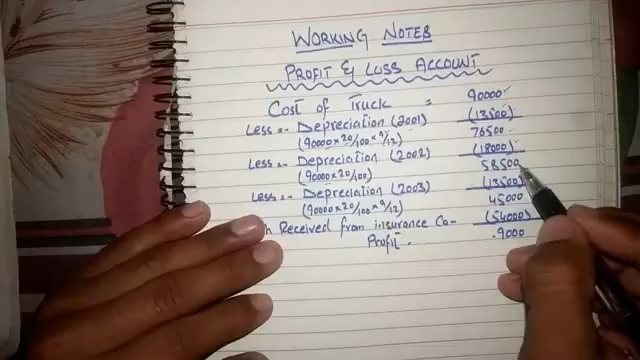 WORKING NOTES
PROFIT & LOSS ACCOUNT
Cost of Truck = 90000
Less :- Depreciation (2001) (13500)
(90000 × 20/100 × 9/12) 76500
Less :- Depreciation (2002) (18000)
(90000 × 20/100) 58500
Less :- Depreciation (2003) (13500)
(90000 × 20/100 × 9/12) 45000
Received from insurance Co- (54000)
Profit. 9000